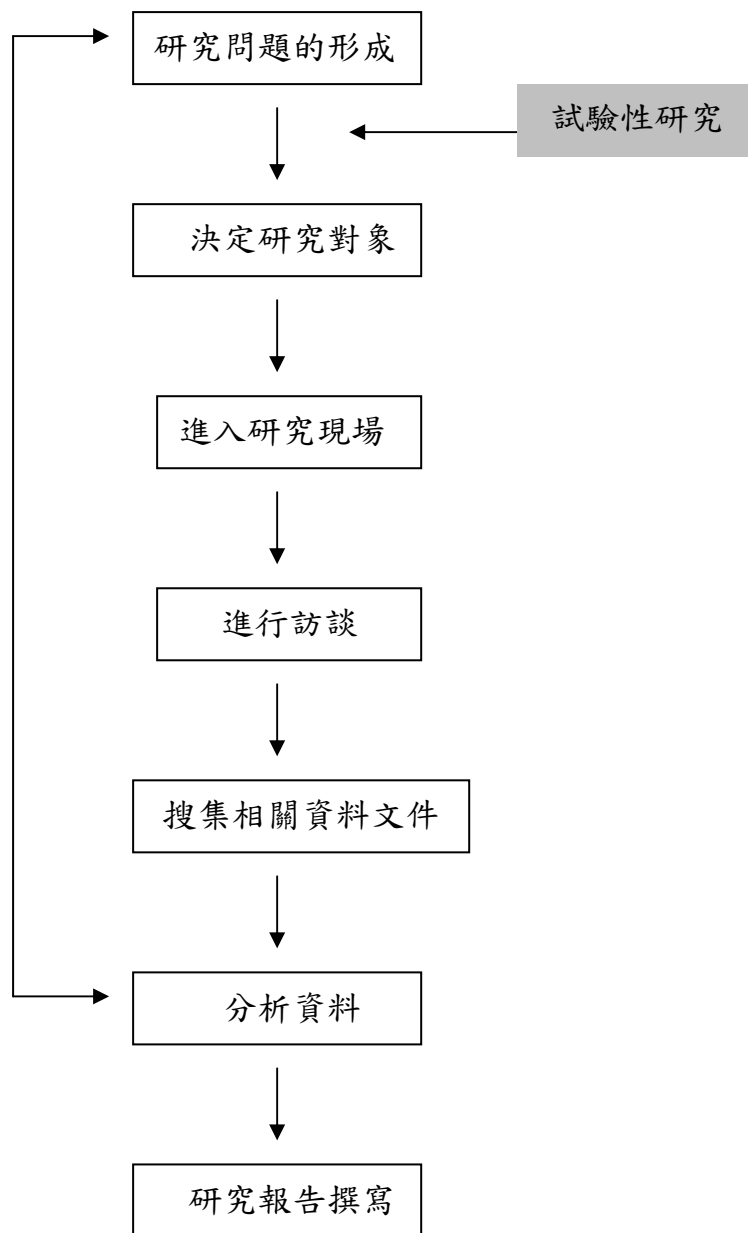 研究問題的形成
試驗性研究
決定研究對象
進入研究現場
進行訪談
搜集相關資料文件
分析資料
研究報告撰寫